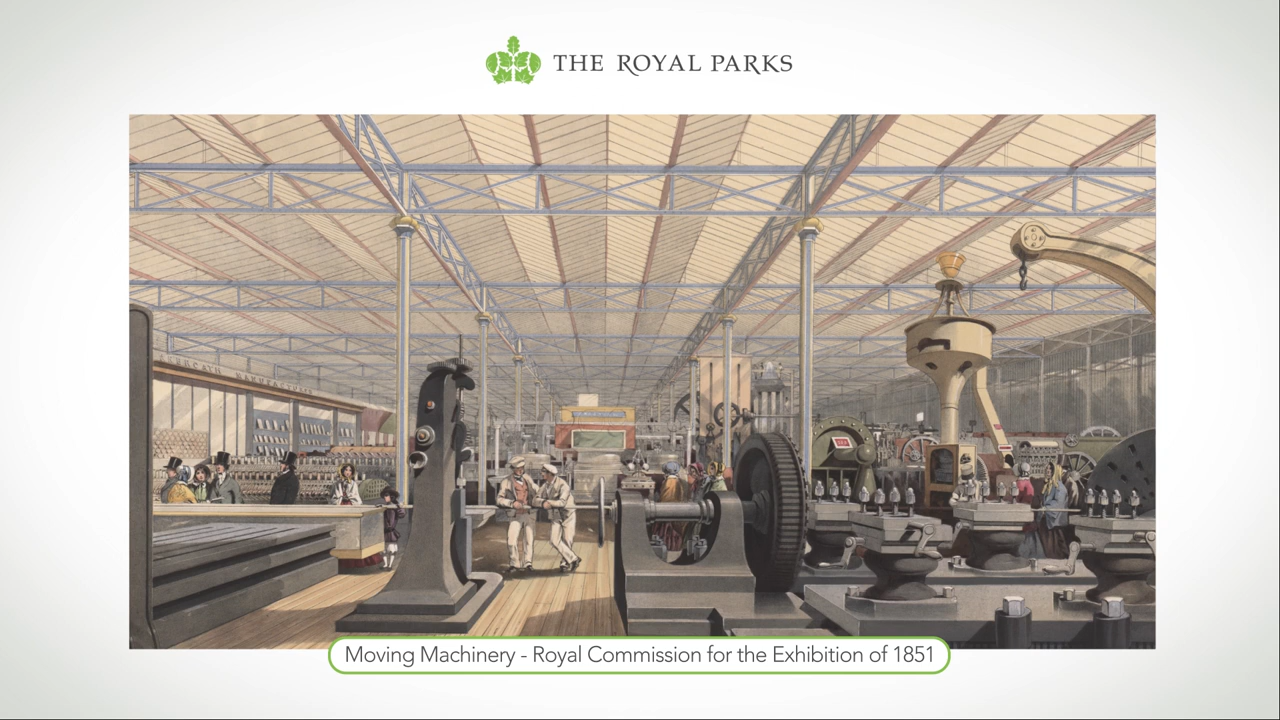 THE ROYAL PARKS
Moving Machinery - Royal Commission for the Exhibition of 1851